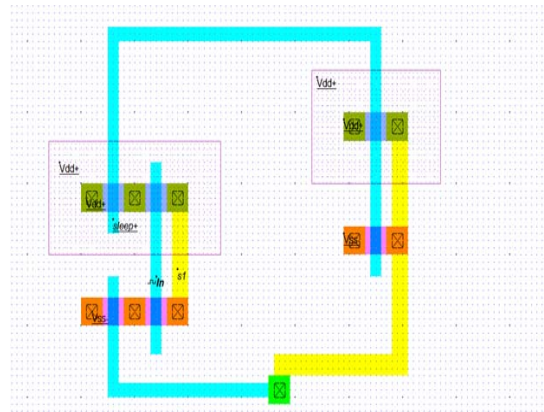 Vdd+
Vdd+
Vdd+
Vdd+
sleep+
Vss
s1
In
Vss-